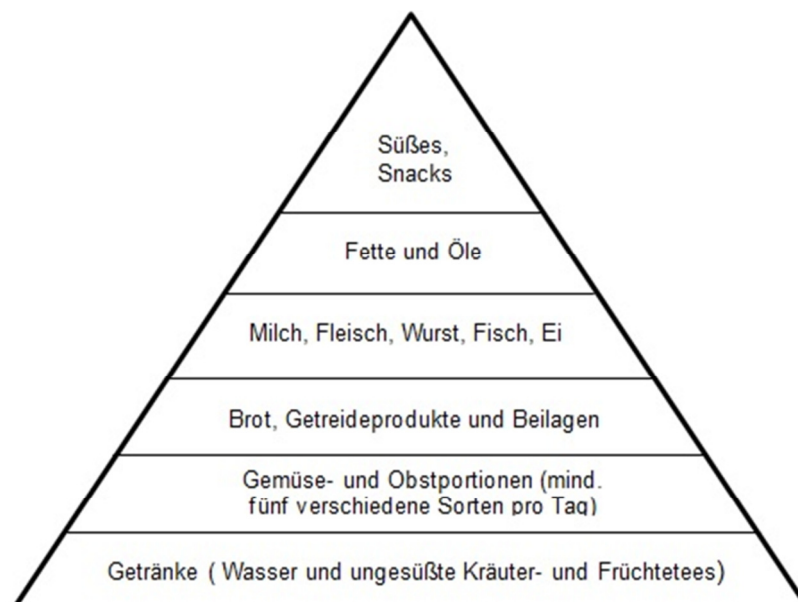 Süßes,
Snacks
Fette und Öle
Milch, Fleisch, Wurst, Fisch, Ei
Brot, Getreideprodukte und Beilagen
Gemüse- und Obstportionen (mind.
fünf verschiedene Sorten pro Tag)
Getränke ( Wasser und ungesüßte Kräuter- und Früchtetees)